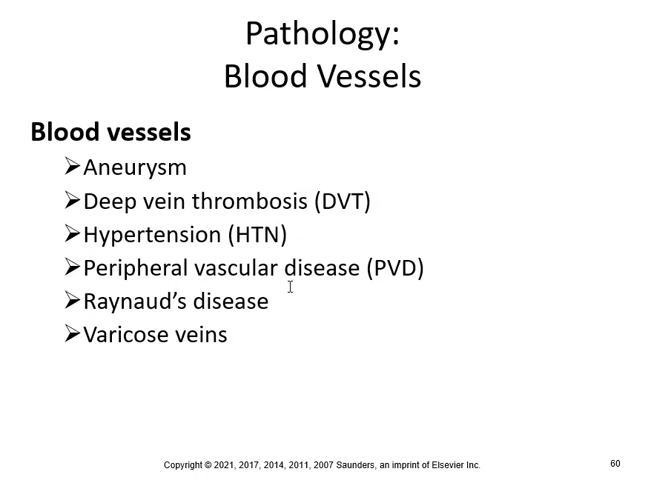 Pathology:
Blood Vessels
Blood vessels
➢Aneurysm
➢Deep vein thrombosis (DVT)
➢Hypertension (HTN)
➢Peripheral vascular disease (PVD)
➢Raynaud’s disease
➢Varicose veins
Copyright © 2021, 2017, 2014, 2011, 2007 Saunders, an imprint of Elsevier Inc.
60